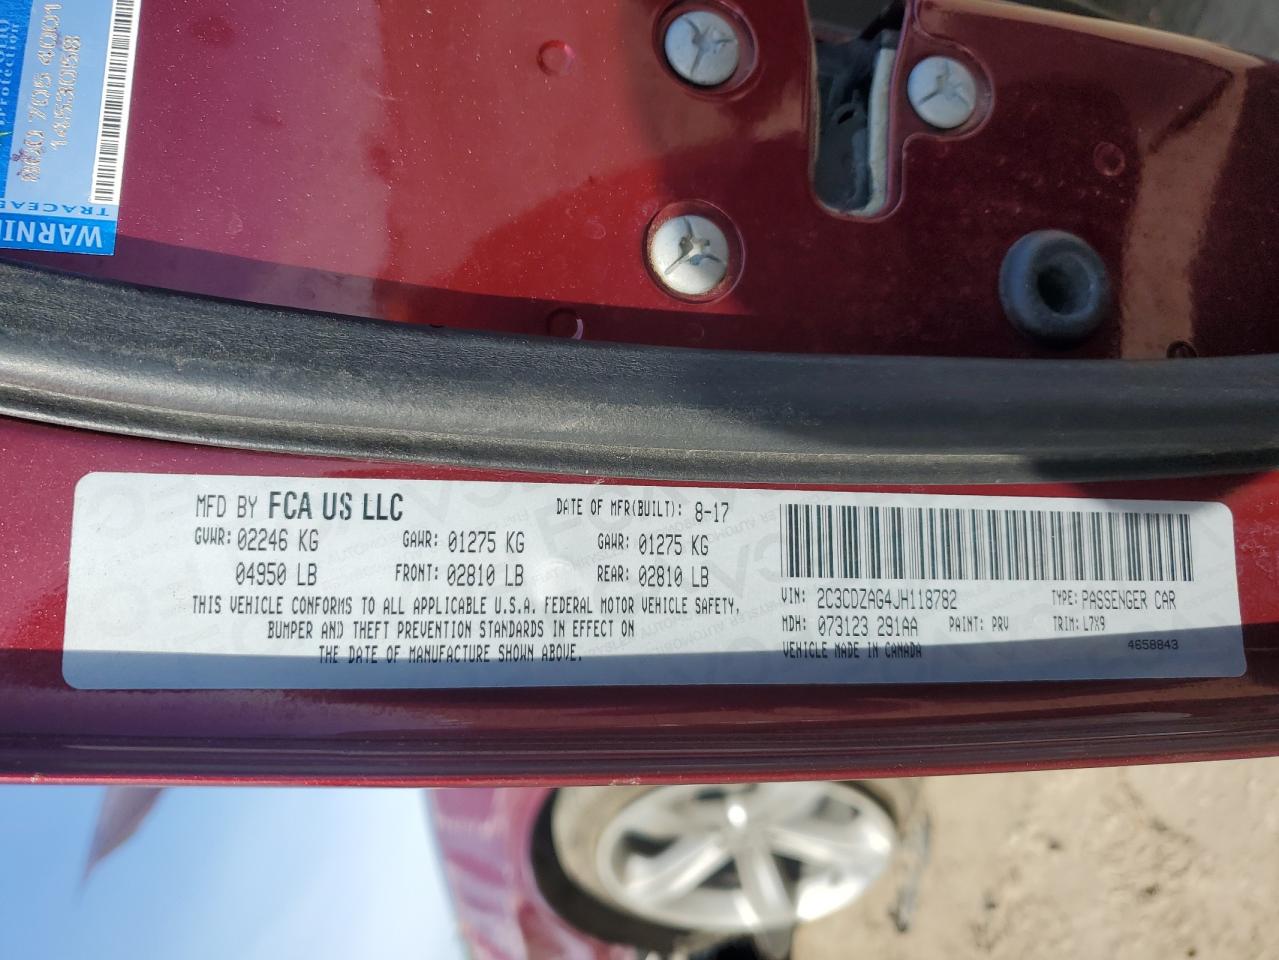 MFD BY FCA US LLC DATE OF MFR(BUILT): 8-17
GVWR: 02246 KG GAWR: 01275 KG GAWR: 01275 KG
04950 LB FRONT: 02810 LB REAR: 02810 LB
THIS VEHICLE CONFORMS TO ALL APPLICABLE U.S.A. FEDERAL MOTOR VEHICLE SAFETY,
BUMPER AND THEFT PREVENTION STANDARDS IN EFFECT ON
THE DATE OF MANUFACTURE SHOWN ABOVE.
VIN: 2C3CDZAG4JH118782 TYPE: PASSENGER CAR
MDH: 073123 291AA PAINT: PRV TRIM: L7X9
VEHICLE MADE IN CANADA 4658843
705 4001
14553058